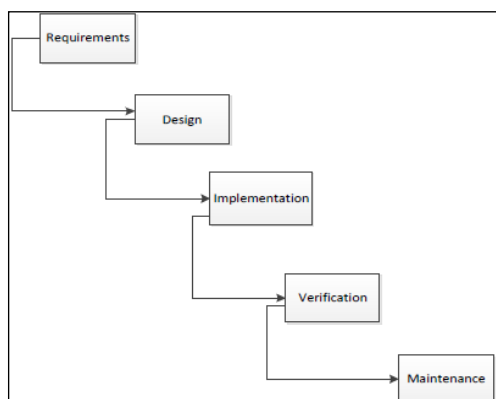 Requirements
Design
Implementation
Verification
Maintenance